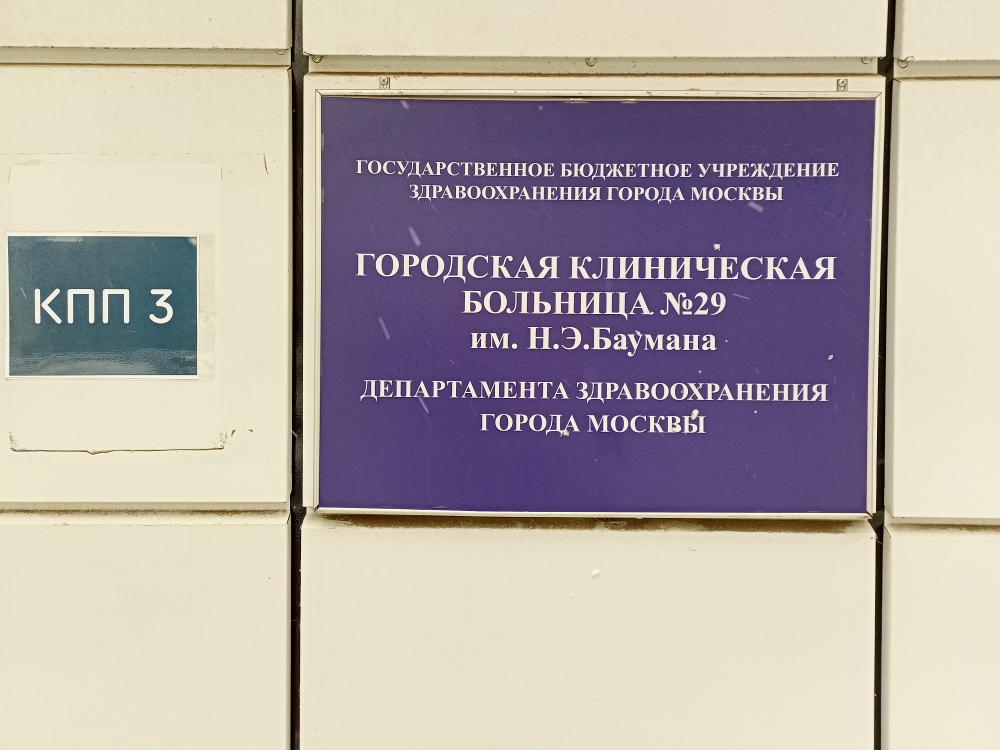 КПП 3
ГОСУДАРСТВЕННОЕ БЮДЖЕТНОЕ УЧРЕЖДЕНИЕ
ЗДРАВООХРАНЕНИЯ ГОРОДА МОСКВЫ
ГОРОДСКАЯ КЛИНИЧЕСКАЯ
БОЛЬНИЦА №29
им. Н.Э.Баумана
ДЕПАРТАМЕНТА ЗДРАВООХРАНЕНИЯ
ГОРОДА МОСКВЫ